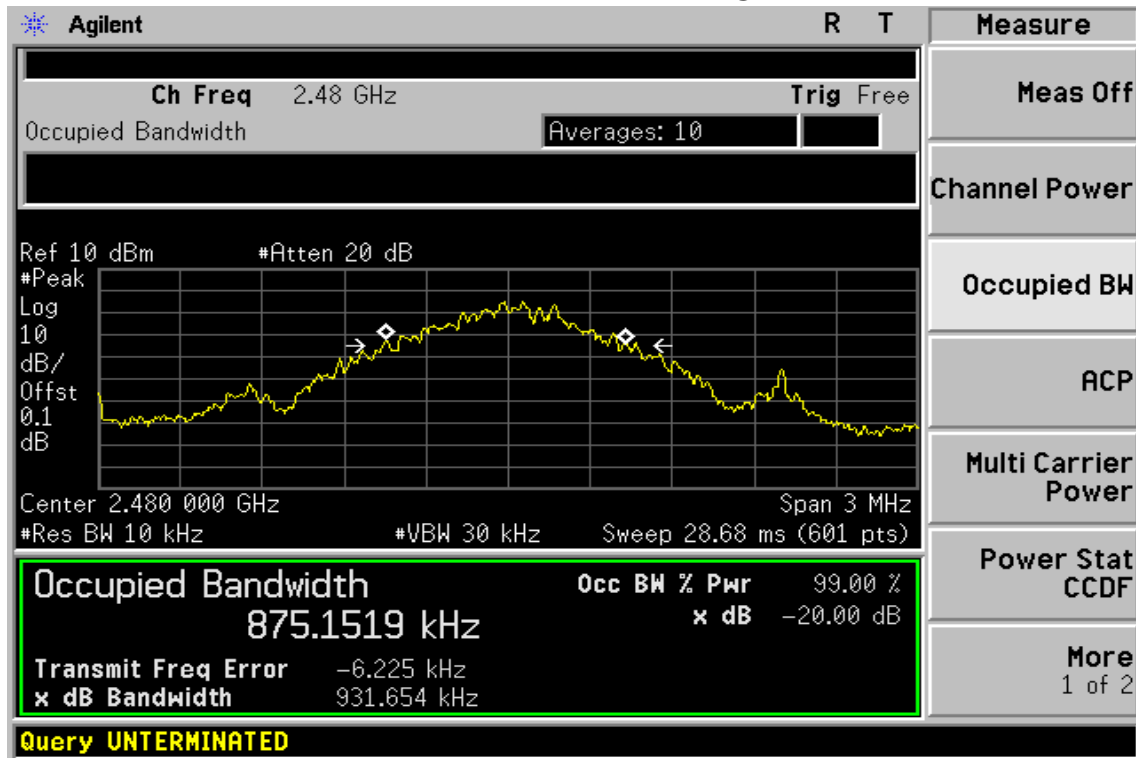 Agilent R T
Ch Freq 2.48 GHz Trig Free
Occupied Bandwidth Averages: 10
Ref 10 dBm #Atten 20 dB
#Peak
Log
10
dB/
Offst
0.1
dB
Center 2.480 000 GHz Span 3 MHz
#Res BW 10 kHz #VBW 30 kHz Sweep 28.68 ms (601 pts)
Occupied Bandwidth Occ BW % Pwr 99.00 %
875.1519 kHz x dB -20.00 dB
Transmit Freq Error -6.225 kHz
x dB Bandwidth 931.654 kHz
Query UNTERMINATED
Measure
Meas Off
Channel Power
Occupied BW
ACP
Multi Carrier
Power
Power Stat
CCDF
More
1 of 2